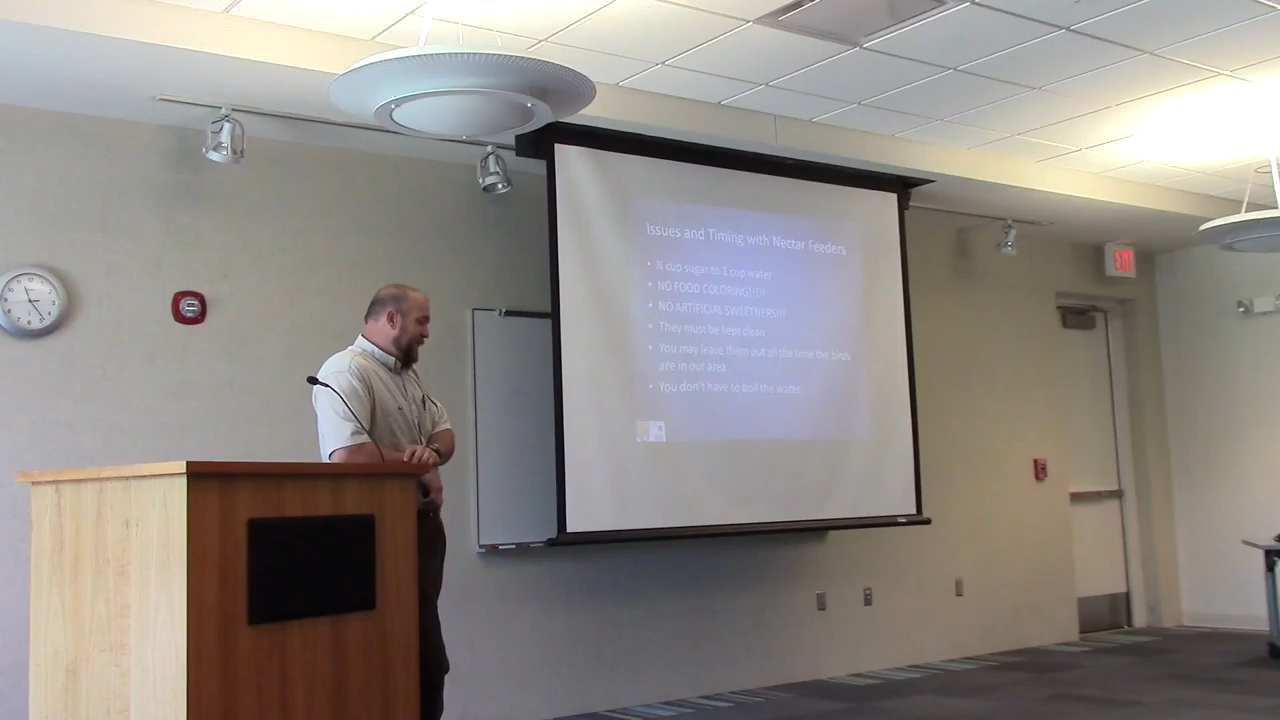 Issues and Timing with Nectar Feeders
• ¼ cup sugar to 1 cup water
• NO FOOD COLORING!!!!!
• NO ARTIFICIAL SWEETNERS!!!
• They must be kept clean
• You may leave them out all the time the birds
are in our area
• You don't have to boil the water
EXIT